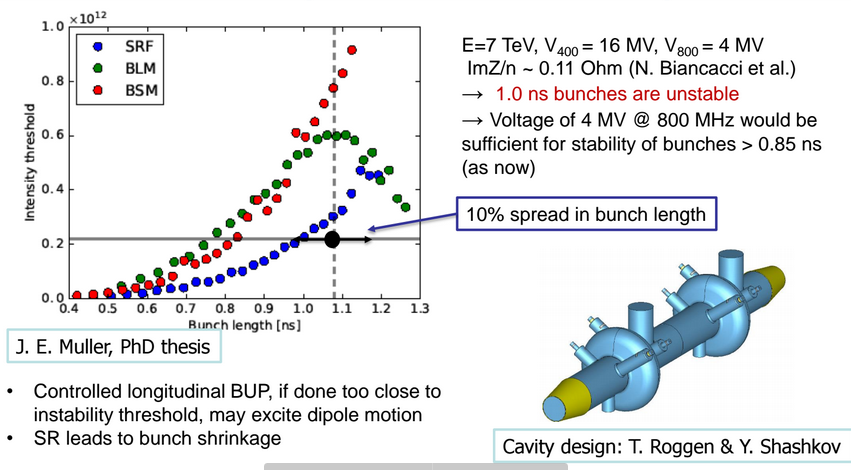 1.0 ×10¹²
0.8
0.6
0.4
0.2
0.0
Intensity threshold
SRF
BLM
BSM
0.4 0.5 0.6 0.7 0.8 0.9 1.0 1.1 1.2 1.3
Bunch length [ns]
E=7 TeV, V₄₀₀ = 16 MV, V₈₀₀ = 4 MV
ImZ/n ~ 0.11 Ohm (N. Biancacci et al.)
→ 1.0 ns bunches are unstable
→ Voltage of 4 MV @ 800 MHz would be
sufficient for stability of bunches > 0.85 ns
(as now)
10% spread in bunch length
J. E. Muller, PhD thesis
• Controlled longitudinal BUP, if done too close to
instability threshold, may excite dipole motion
• SR leads to bunch shrinkage
Cavity design: T. Roggen & Y. Shashkov